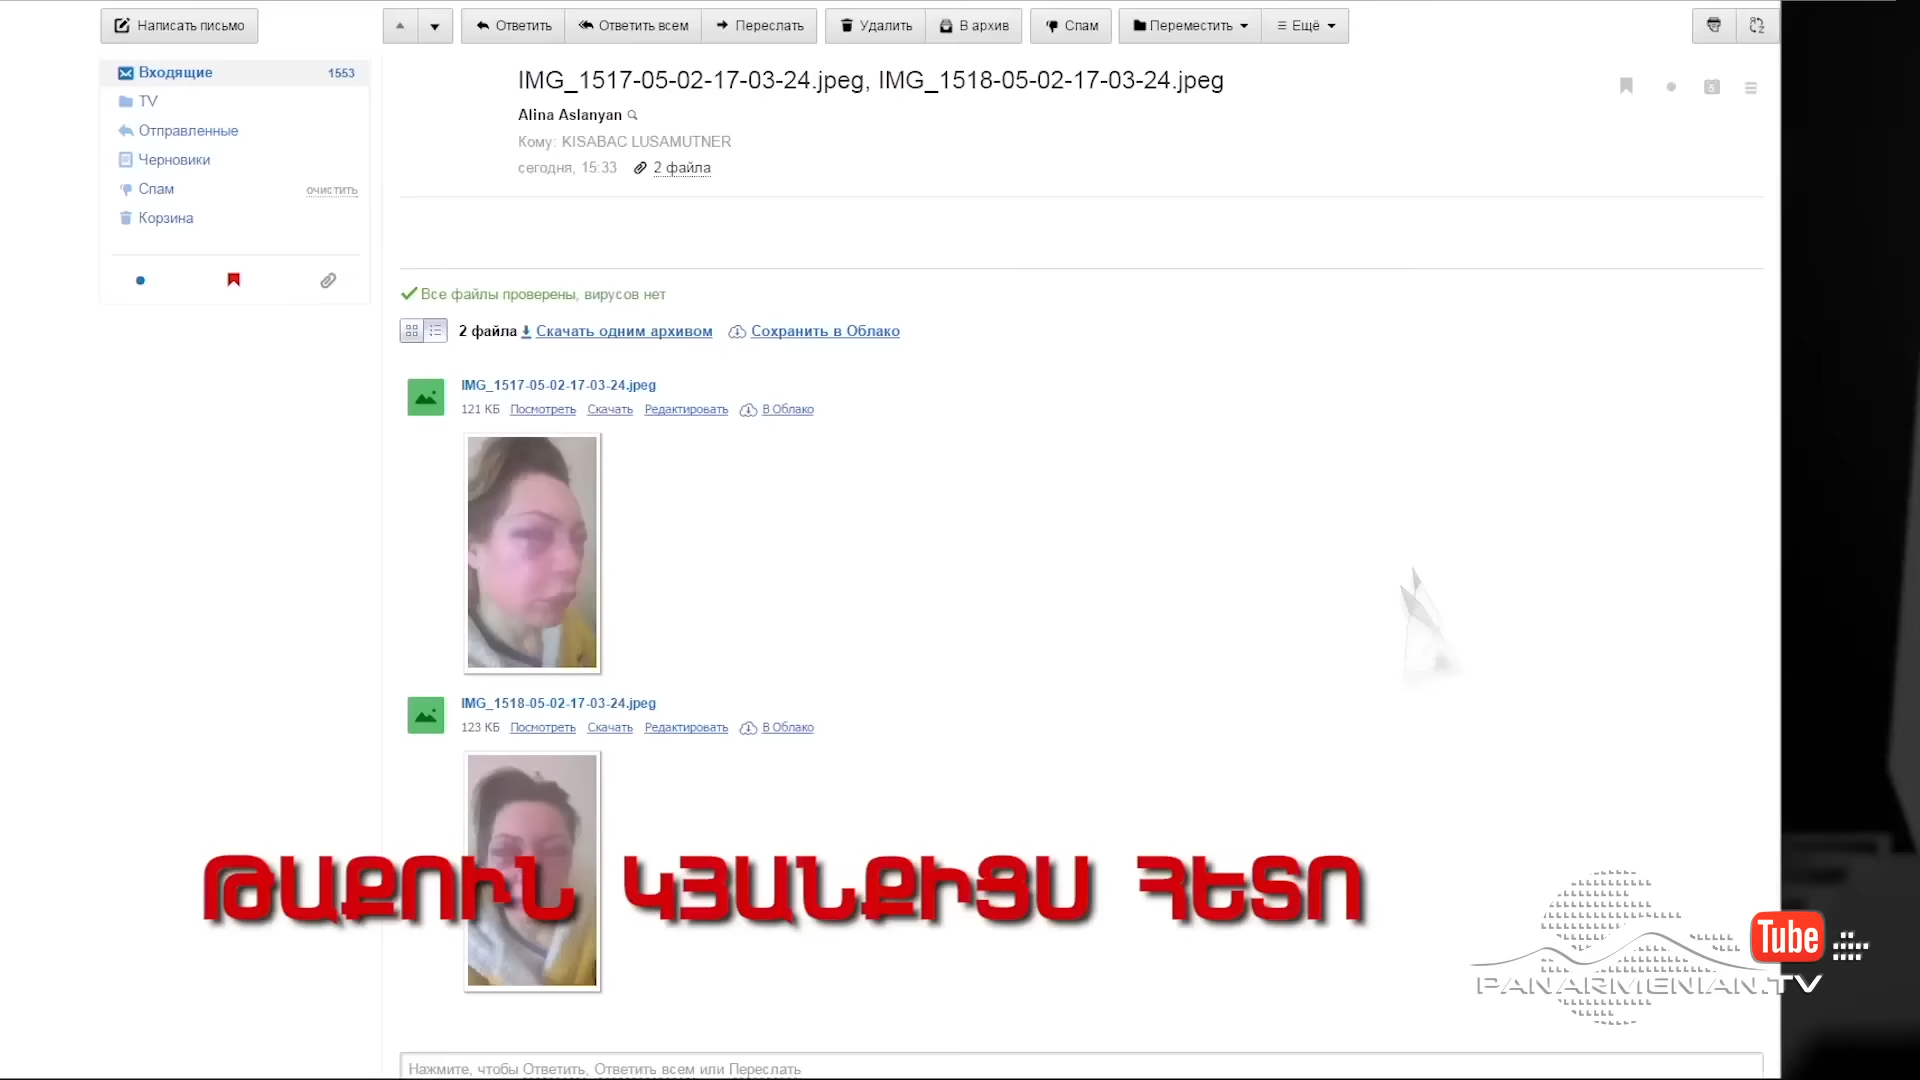 Написать письмо
Ответить
Ответить всем
Переслать
Удалить
В архив
Спам
Переместить
Ещё
Входящие 1553
TV
Отправленные
Черновики
Спам очистить
Корзина
IMG_1517-05-02-17-03-24.jpeg, IMG_1518-05-02-17-03-24.jpeg
Alina Aslanyan
Кому: KISABAC LUSAMUTNER
сегодня, 15:33 2 файла
Все файлы проверены, вирусов нет
2 файла Скачать одним архивом Сохранить в Облако
IMG_1517-05-02-17-03-24.jpeg
121 КБ Посмотреть Скачать Редактировать В Облако
IMG_1518-05-02-17-03-24.jpeg
123 КБ Посмотреть Скачать Редактировать В Облако
ԹԱՔՈՒՆ ԿՅԱՆՔԻՑՍ ՀԵՏՈ
Tube
PANARMENIAN.TV
Нажмите, чтобы Ответить, Ответить всем или Переслать